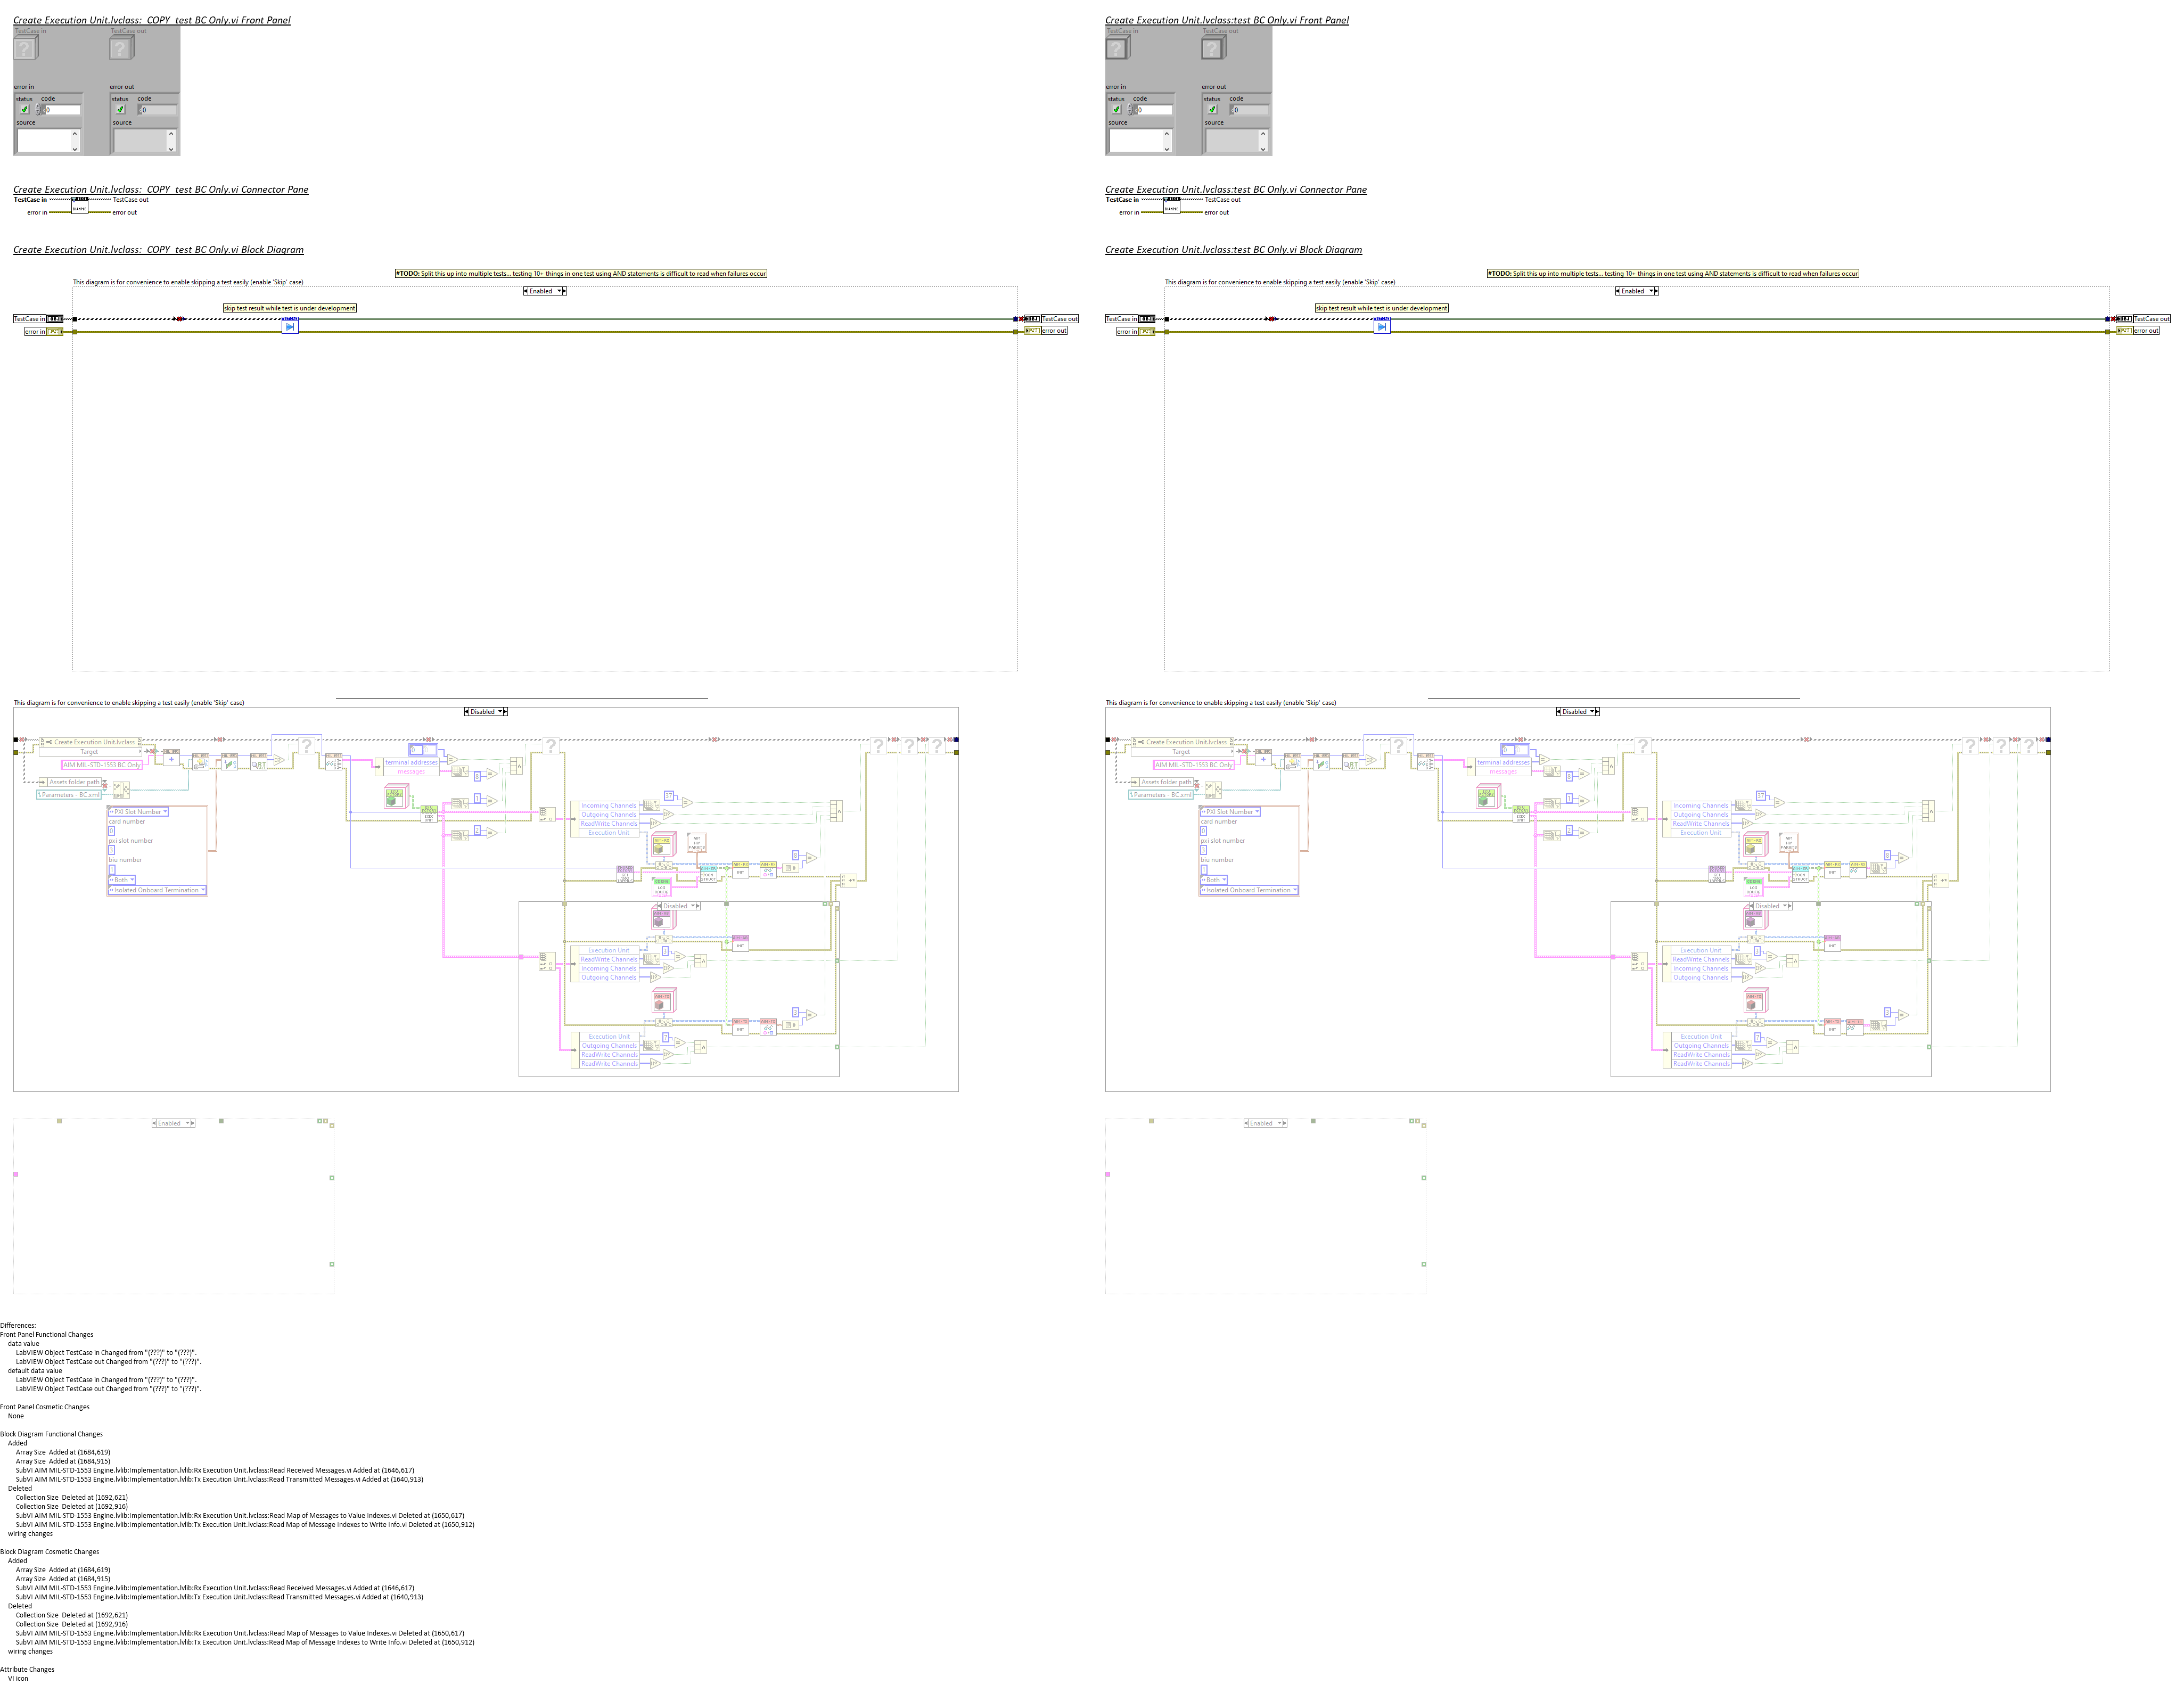 Create Execution Unit.lvclass:_COPY_test BC Only.vi Front Panel
TestCase in TestCase out
error in error out
status code status code
0 0
source source
Create Execution Unit.lvclass:_COPY_test BC Only.vi Connector Pane
TestCase in TestCase out
error in error out
Create Execution Unit.lvclass:_COPY_test BC Only.vi Block Diagram
#TODO: Split this up into multiple tests... testing 10+ things in one test using AND statements is difficult to read when failures occur
This diagram is for convenience to enable skipping a test easily (enable 'Skip' case)
Enabled
skip test result while test is under development
TestCase in TestCase out
error in error out
This diagram is for convenience to enable skipping a test easily (enable 'Skip' case)
Disabled
Create Execution Unit.lvclass
Target
AIM MIL-STD-1553 BC Only
Assets folder path
Parameters - BC.xml
PXI Slot Number
card number
0
pxi slot number
3
biu number
Both
Isolated Onboard Termination
terminal addresses
messages
0
1
2
Incoming Channels
37
Outgoing Channels
ReadWrite Channels
Execution Unit
Disabled
Execution Unit
ReadWrite Channels
Incoming Channels
Outgoing Channels
Execution Unit
7
Outgoing Channels
ReadWrite Channels
ReadWrite Channels
Enabled
Create Execution Unit.lvclass:test BC Only.vi Front Panel
TestCase in TestCase out
error in error out
status code status code
0 0
source source
Create Execution Unit.lvclass:test BC Only.vi Connector Pane
TestCase in TestCase out
error in error out
Create Execution Unit.lvclass:test BC Only.vi Block Diagram
#TODO: Split this up into multiple tests... testing 10+ things in one test using AND statements is difficult to read when failures occur
This diagram is for convenience to enable skipping a test easily (enable 'Skip' case)
Enabled
skip test result while test is under development
TestCase in TestCase out
error in error out
This diagram is for convenience to enable skipping a test easily (enable 'Skip' case)
Disabled
Create Execution Unit.lvclass
Target
AIM MIL-STD-1553 BC Only
Assets folder path
Parameters - BC.xml
PXI Slot Number
card number
0
pxi slot number
3
biu number
Both
Isolated Onboard Termination
terminal addresses
messages
0
1
2
Incoming Channels
37
Outgoing Channels
ReadWrite Channels
Execution Unit
Disabled
Execution Unit
ReadWrite Channels
Incoming Channels
Outgoing Channels
Execution Unit
7
Outgoing Channels
ReadWrite Channels
ReadWrite Channels
Enabled
Differences:
Front Panel Functional Changes
data value
LabVIEW Object TestCase in Changed from "(???)" to "(???)".
LabVIEW Object TestCase out Changed from "(???)" to "(???)".
default data value
LabVIEW Object TestCase in Changed from "(???)" to "(???)".
LabVIEW Object TestCase out Changed from "(???)" to "(???)".
Front Panel Cosmetic Changes
None
Block Diagram Functional Changes
Added
Array Size Added at (1684,619)
Array Size Added at (1684,915)
SubVI AIM MIL-STD-1553 Engine.lvlib:Implementation.lvlib:Rx Execution Unit.lvclass:Read Received Messages.vi Added at (1646,617)
SubVI AIM MIL-STD-1553 Engine.lvlib:Implementation.lvlib:Tx Execution Unit.lvclass:Read Transmitted Messages.vi Added at (1640,913)
Deleted
Collection Size Deleted at (1692,621)
Collection Size Deleted at (1692,916)
SubVI AIM MIL-STD-1553 Engine.lvlib:Implementation.lvlib:Rx Execution Unit.lvclass:Read Map of Messages to Value Indexes.vi Deleted at (1650,617)
SubVI AIM MIL-STD-1553 Engine.lvlib:Implementation.lvlib:Tx Execution Unit.lvclass:Read Map of Message Indexes to Write Info.vi Deleted at (1650,912)
wiring changes
Block Diagram Cosmetic Changes
Added
Array Size Added at (1684,619)
Array Size Added at (1684,915)
SubVI AIM MIL-STD-1553 Engine.lvlib:Implementation.lvlib:Rx Execution Unit.lvclass:Read Received Messages.vi Added at (1646,617)
SubVI AIM MIL-STD-1553 Engine.lvlib:Implementation.lvlib:Tx Execution Unit.lvclass:Read Transmitted Messages.vi Added at (1640,913)
Deleted
Collection Size Deleted at (1692,621)
Collection Size Deleted at (1692,916)
SubVI AIM MIL-STD-1553 Engine.lvlib:Implementation.lvlib:Rx Execution Unit.lvclass:Read Map of Messages to Value Indexes.vi Deleted at (1650,617)
SubVI AIM MIL-STD-1553 Engine.lvlib:Implementation.lvlib:Tx Execution Unit.lvclass:Read Map of Message Indexes to Write Info.vi Deleted at (1650,912)
wiring changes
Attribute Changes
VI icon